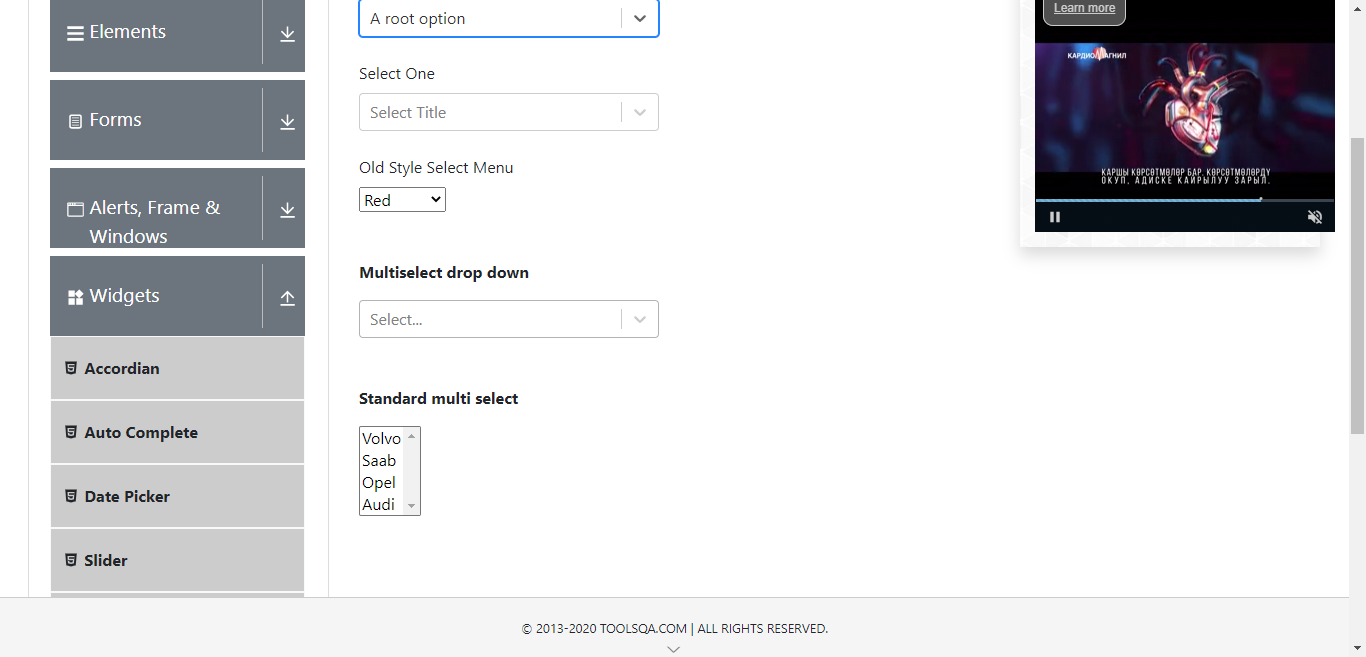 Elements
Forms
Alerts, Frame &
Windows
Widgets
Accordian
Auto Complete
Date Picker
Slider
A root option
Select One
Select Title
Old Style Select Menu
Red
Multiselect drop down
Select...
Standard multi select
Volvo
Saab
Opel
Audi
Learn more
КАРДИОМАГНИЛ
КАРШЫ КӨРСӨТМӨЛӨР БАР. КӨРСӨТМӨЛӨРДҮ
ОКУП, АДИСКЕ КАЙРЫЛУУ ЗАРЫЛ.
© 2013-2020 TOOLSQA.COM | ALL RIGHTS RESERVED.